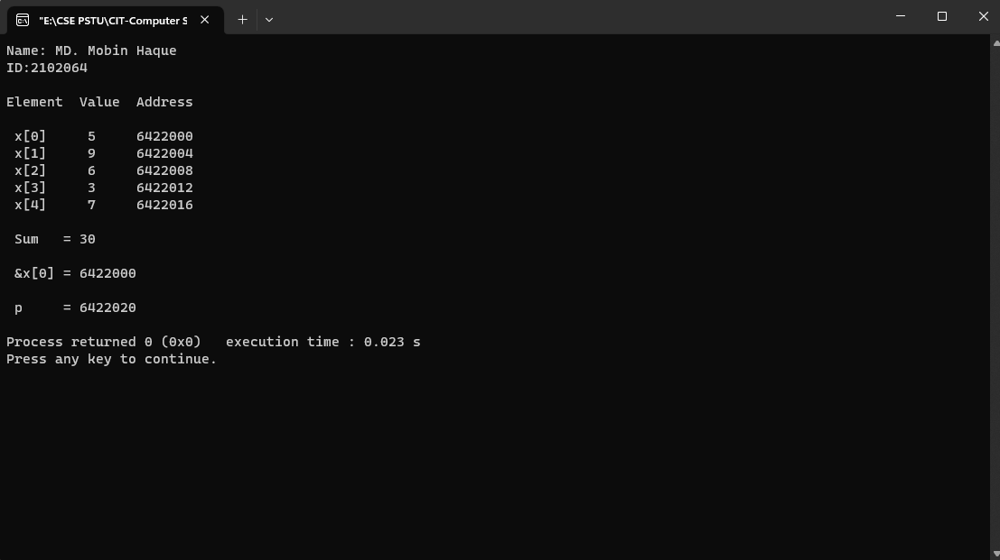 "E:\CSE PSTU\CIT-Computer S
Name: MD. Mobin Haque
ID:2102064
Element  Value  Address
x[0]     5     6422000
x[1]     9     6422004
x[2]     6     6422008
x[3]     3     6422012
x[4]     7     6422016
Sum   = 30
&x[0] = 6422000
p     = 6422020
Process returned 0 (0x0)   execution time : 0.023 s
Press any key to continue.